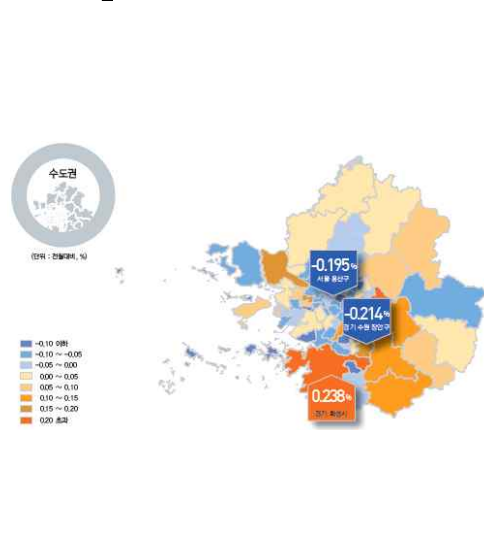 수도권
(단위 : 전월대비, %)
-0.195%
서울 용산구
-0.214%
경기 수원 장안구
0.238%
경기 화성시
-0.10 이하
-0.10 ~ -0.05
-0.05 ~ 0.00
0.00 ~ 0.05
0.05 ~ 0.10
0.10 ~ 0.15
0.15 ~ 0.20
0.20 초과